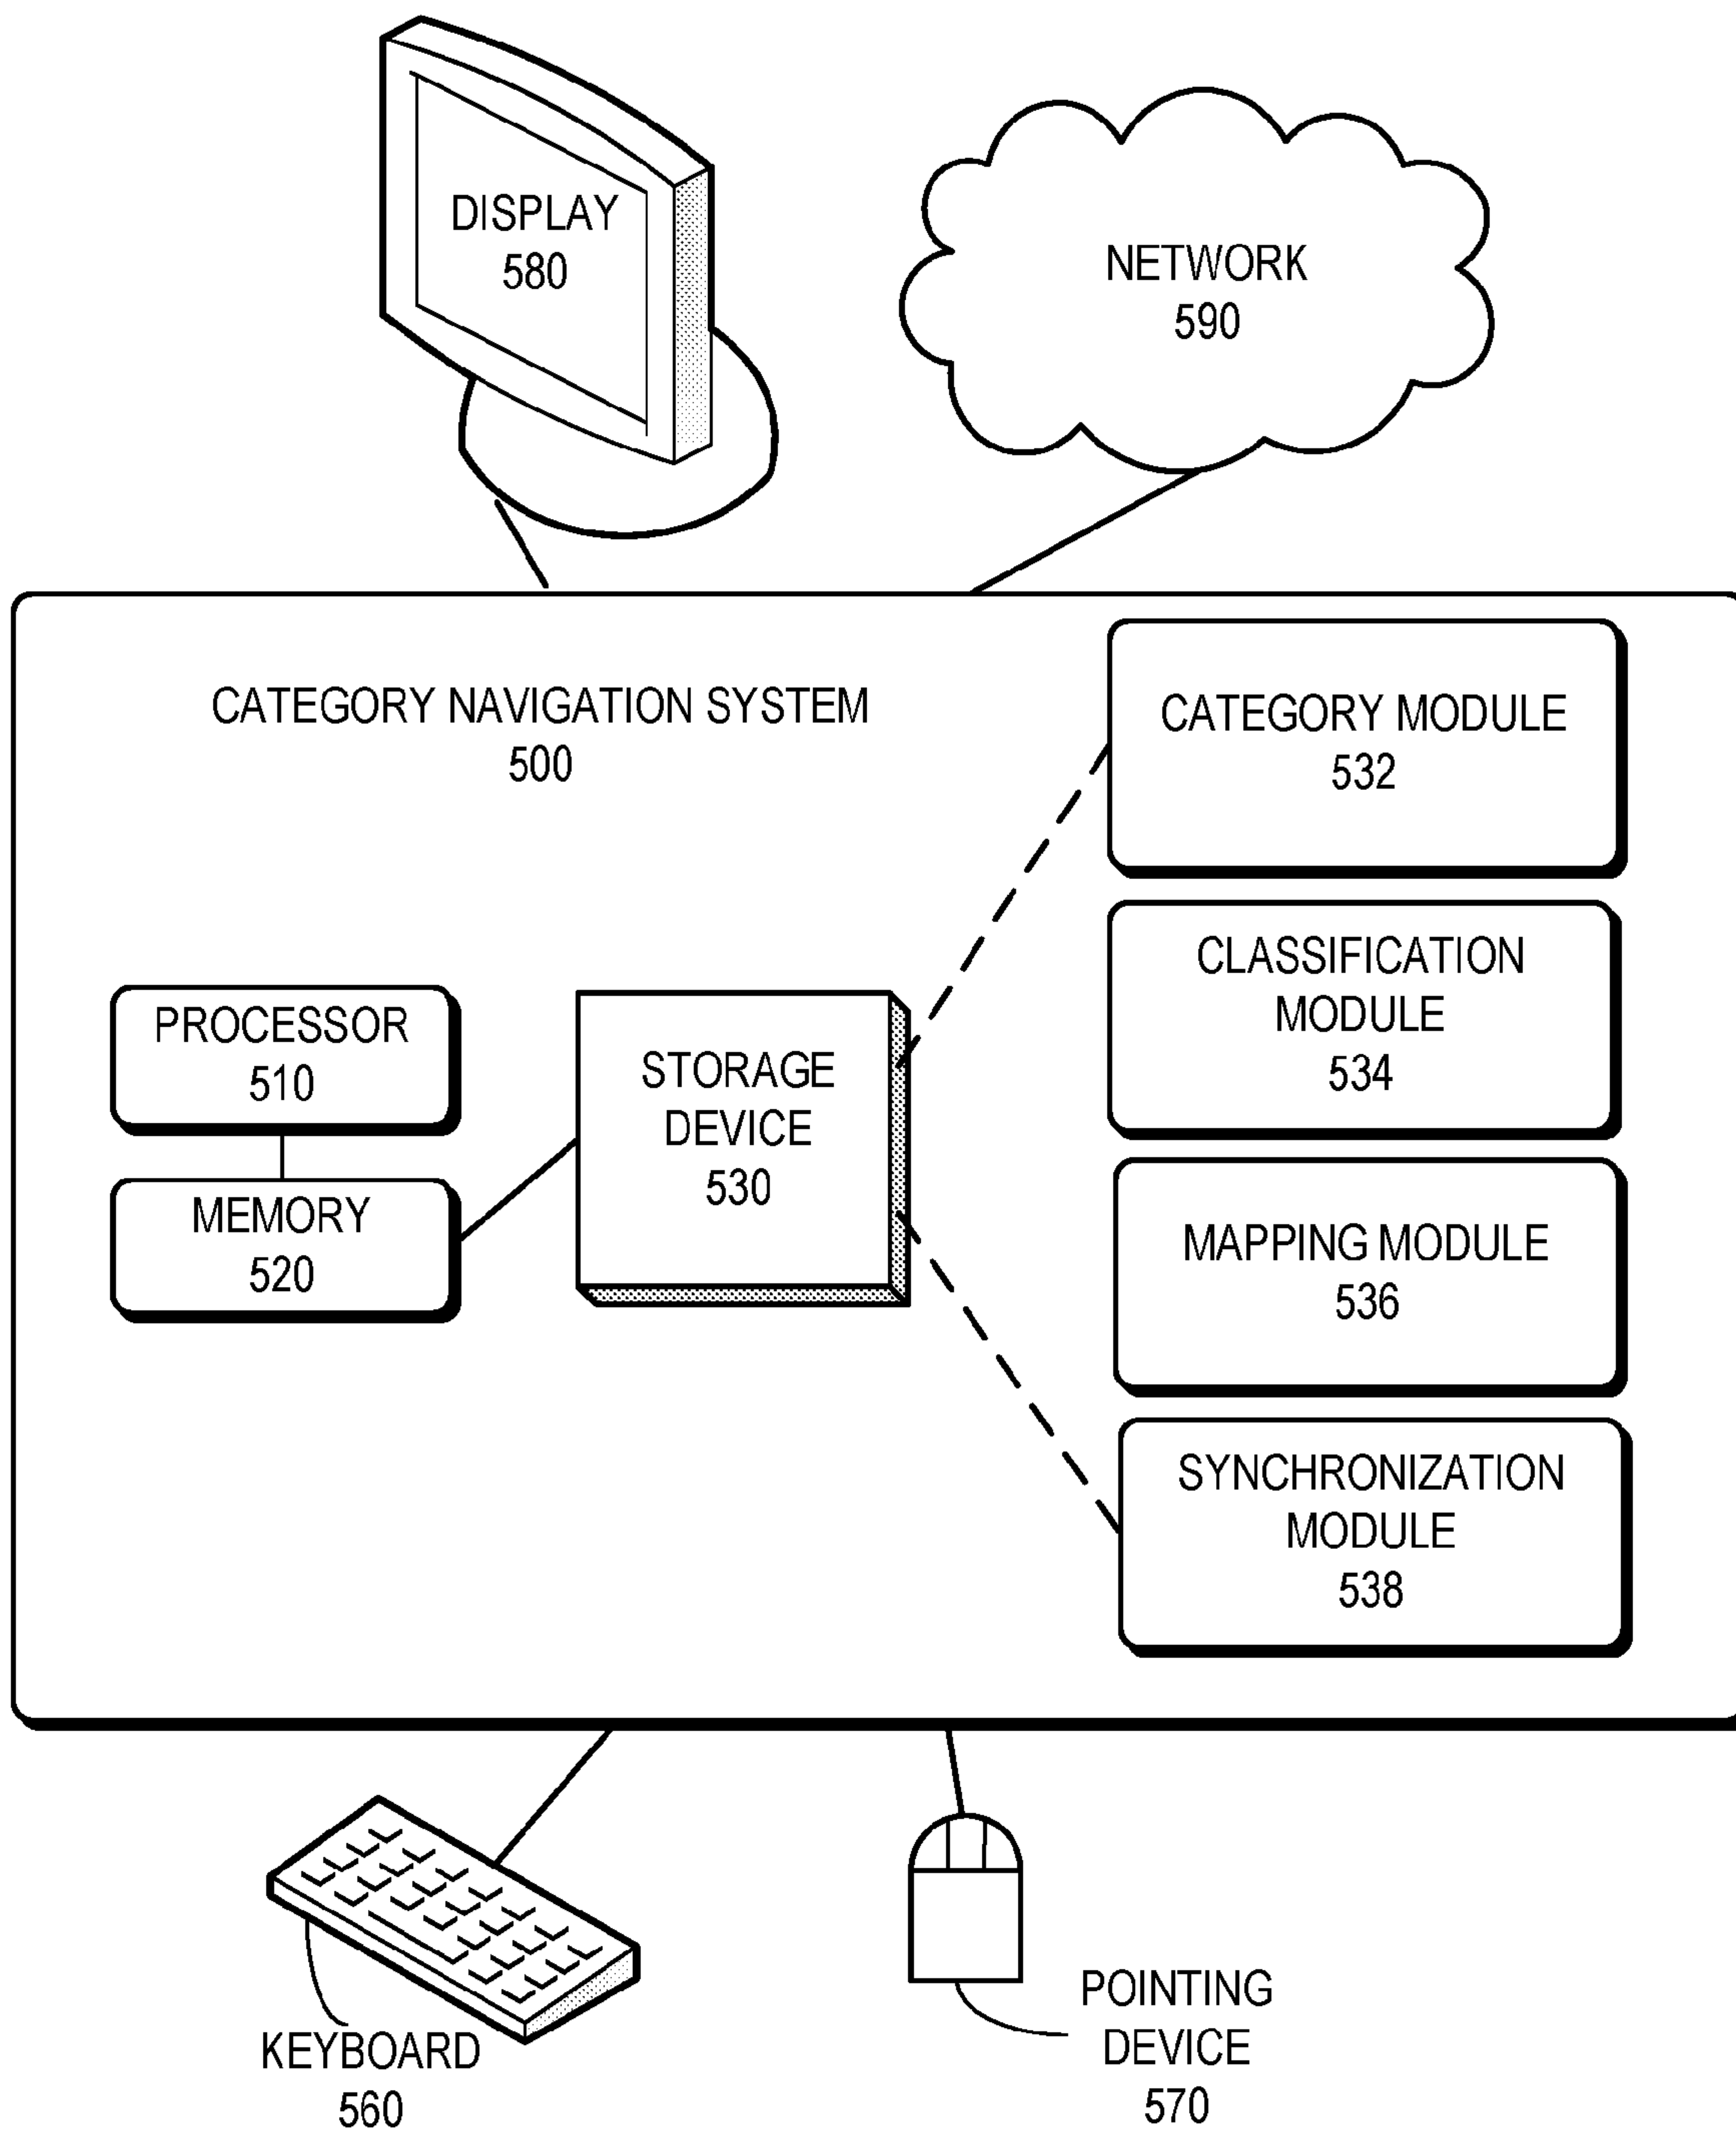 DISPLAY
580
NETWORK
590
CATEGORY NAVIGATION SYSTEM
500
CATEGORY MODULE
532
CLASSIFICATION
MODULE
534
PROCESSOR
510
STORAGE
DEVICE
530
MEMORY
520
MAPPING MODULE
536
SYNCHRONIZATION
MODULE
538
KEYBOARD
560
POINTING
DEVICE
570